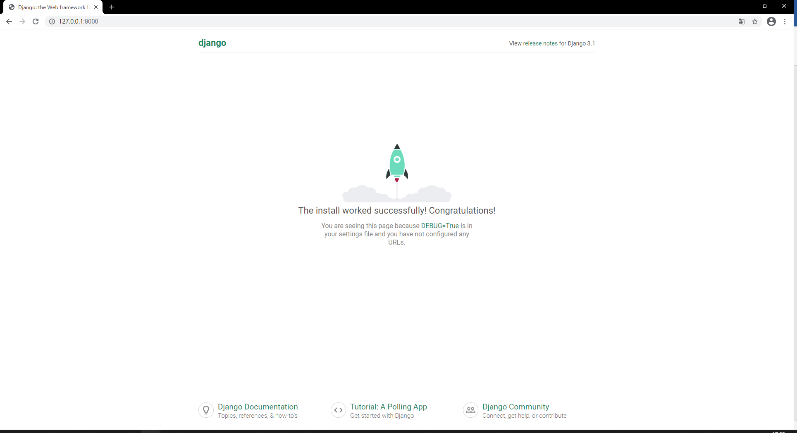 Django: the Web framework f
127.0.0.1:8000
django
View release notes for Django 3.1
The install worked successfully! Congratulations!
You are seeing this page because DEBUG=True is in
your settings file and you have not configured any
URLs.
Django Documentation
Topics, references, & how-to's
Tutorial: A Polling App
Get started with Django
Django Community
Connect, get help, or contribute